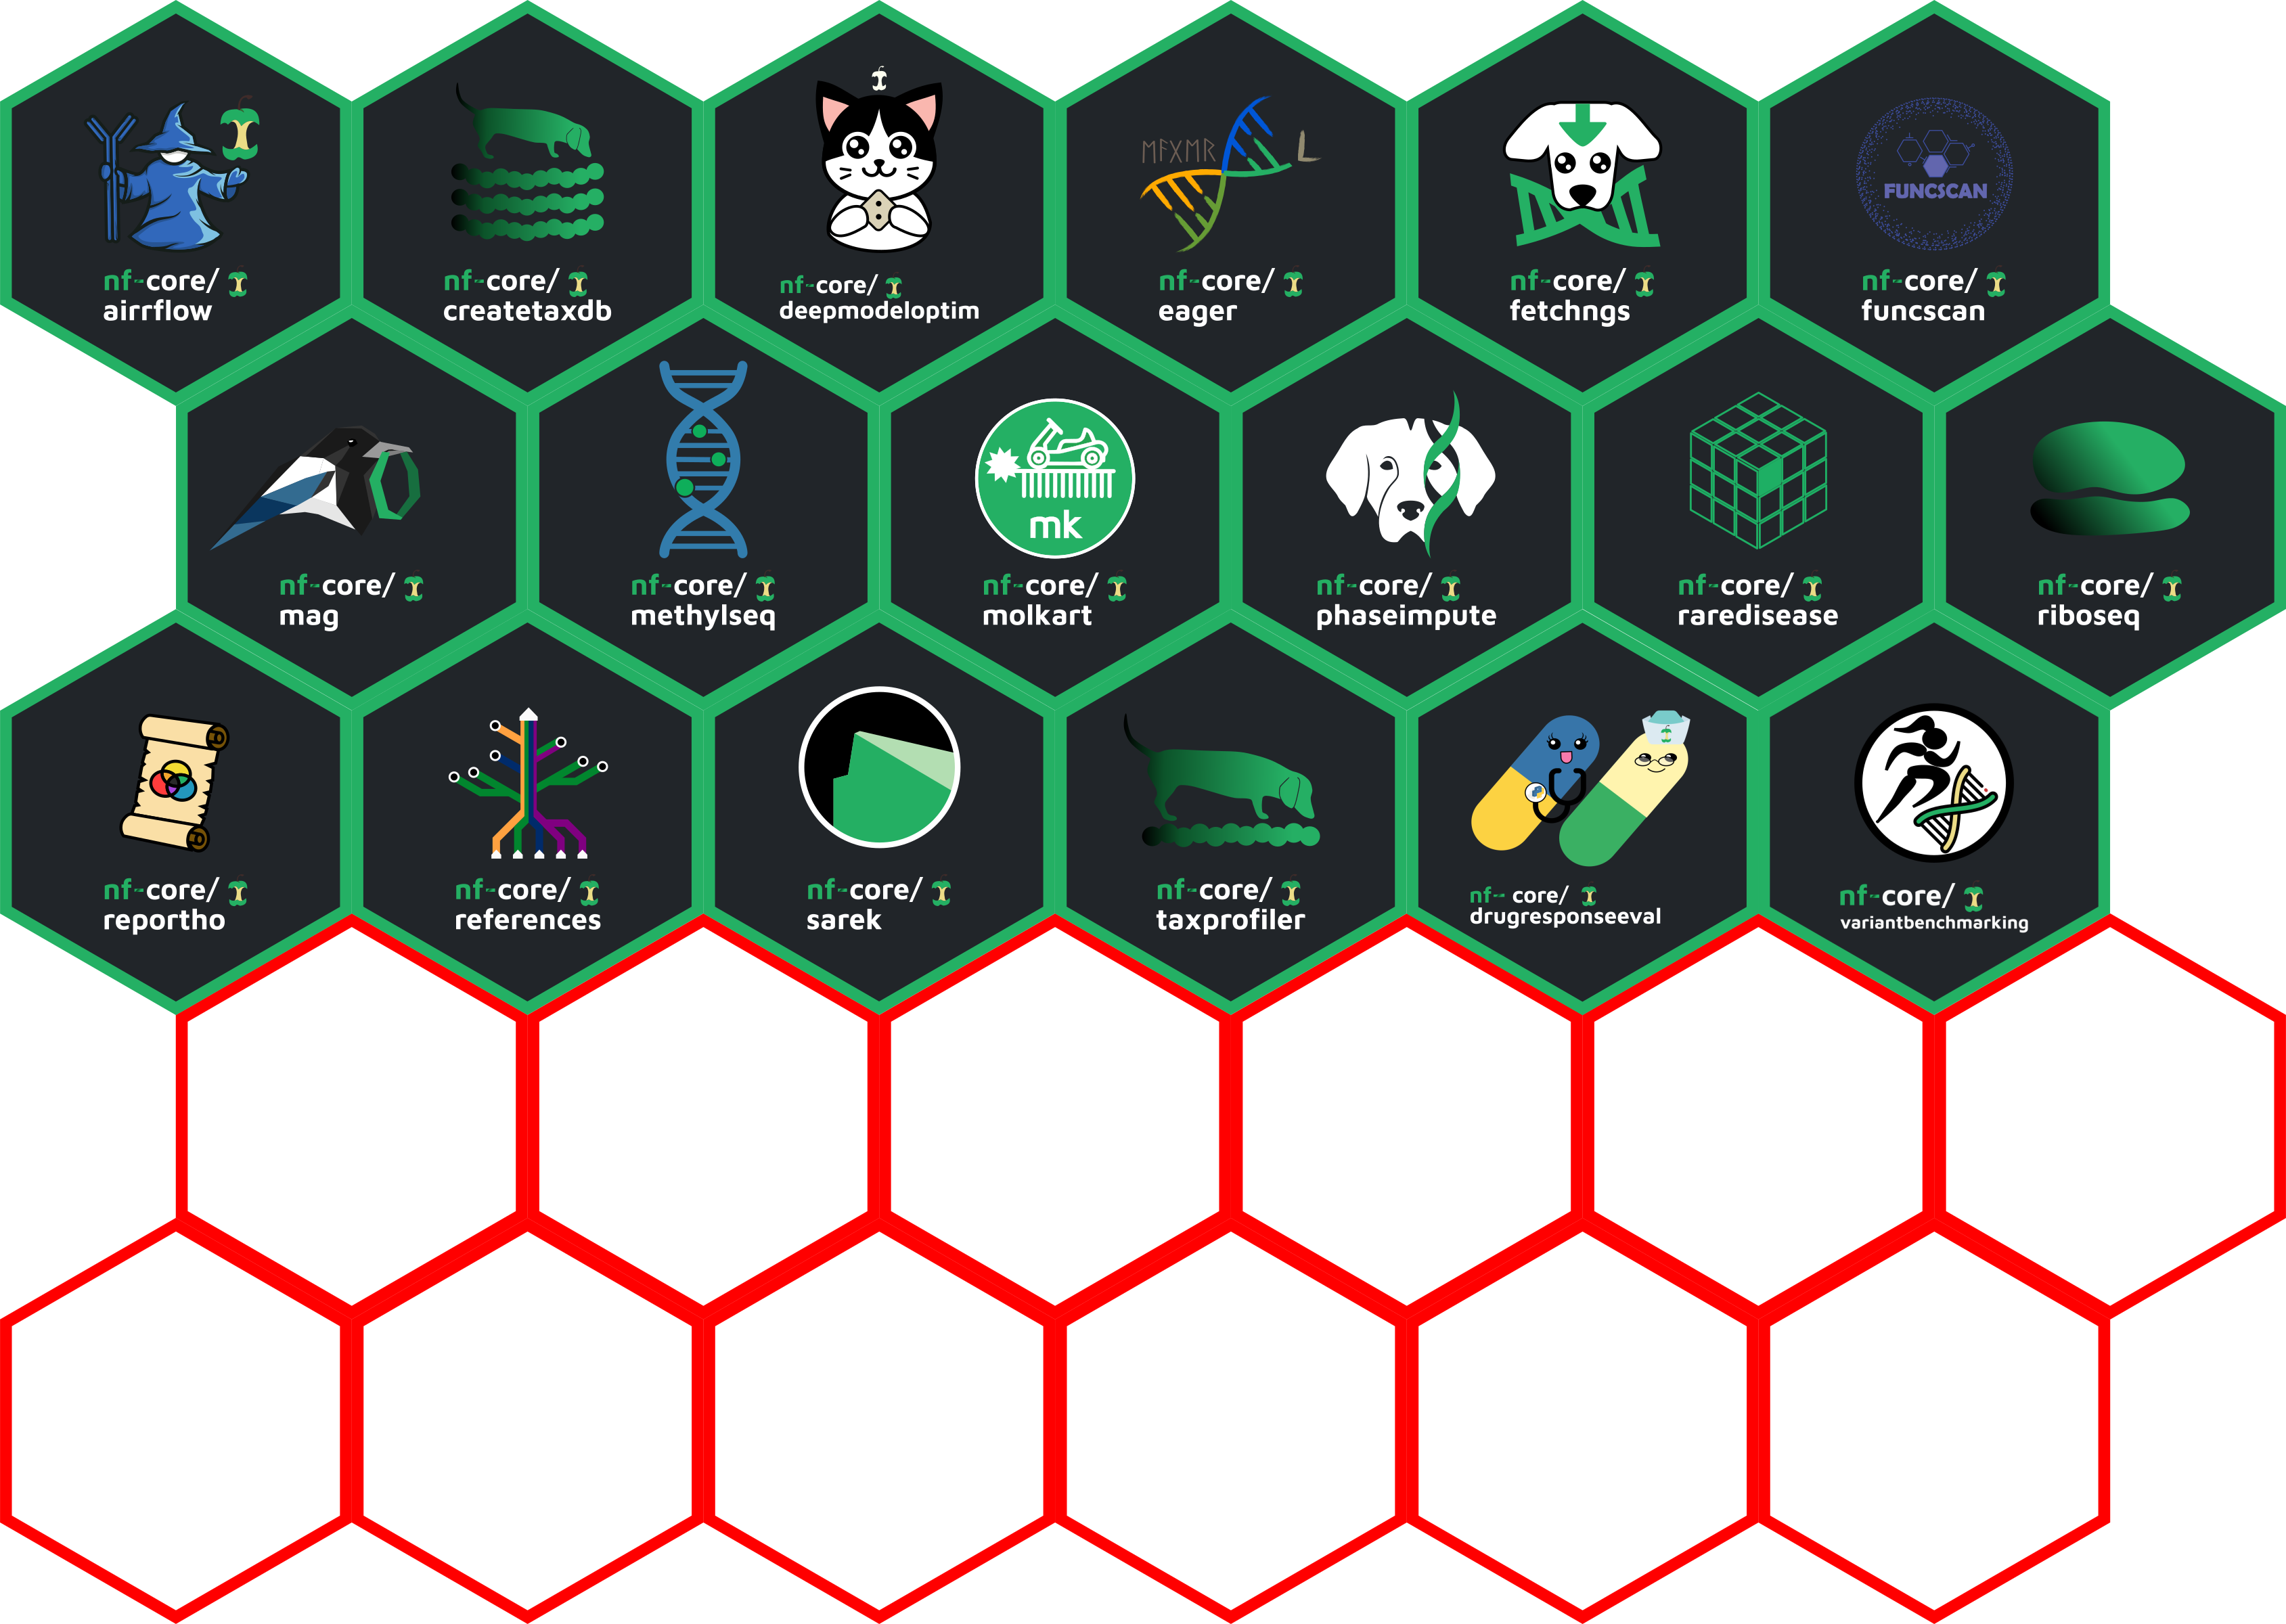 ᛖᚨᚷᛖᚱ
FUNCSCAN
nf-core/
airrflow
nf-core/
createtaxdb
nf-core/
deepmodeloptim
nf-core/
eager
nf-core/
fetchngs
nf-core/
funcscan
mk
nf-core/
mag
nf-core/
methylseq
nf-core/
molkart
nf-core/
phaseimpute
nf-core/
raredisease
nf-core/
riboseq
nf-core/
reportho
nf-core/
references
nf-core/
sarek
nf-core/
taxprofiler
nf-core/
drugresponseeval
nf-core/
variantbenchmarking